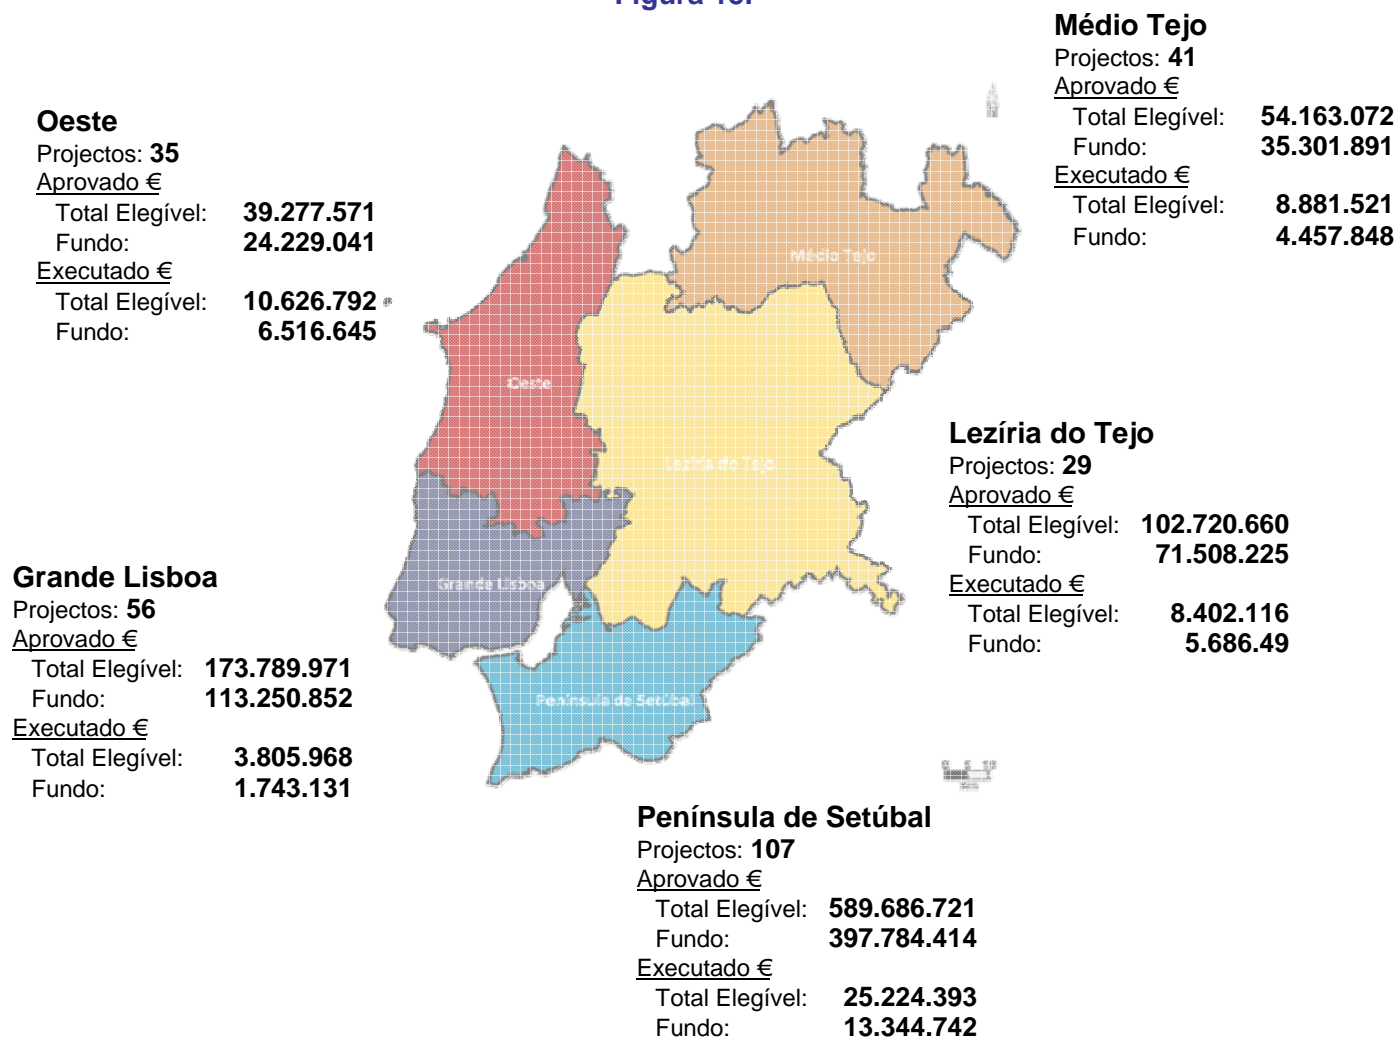 Médio Tejo
Projectos: 41
Aprovado €
Total Elegível: 54.163.072
Fundo: 35.301.891
Executado €
Total Elegível: 8.881.521
Fundo: 4.457.848
Oeste
Projectos: 35
Aprovado €
Total Elegível: 39.277.571
Fundo: 24.229.041
Executado €
Total Elegível: 10.626.792
Fundo: 6.516.645
Médio Tejo
Oeste
Lezíria do Tejo
Grande Lisboa
Península de Setúbal
Lezíria do Tejo
Projectos: 29
Aprovado €
Total Elegível: 102.720.660
Fundo: 71.508.225
Executado €
Total Elegível: 8.402.116
Fundo: 5.686.49
Grande Lisboa
Projectos: 56
Aprovado €
Total Elegível: 173.789.971
Fundo: 113.250.852
Executado €
Total Elegível: 3.805.968
Fundo: 1.743.131
Península de Setúbal
Projectos: 107
Aprovado €
Total Elegível: 589.686.721
Fundo: 397.784.414
Executado €
Total Elegível: 25.224.393
Fundo: 13.344.742